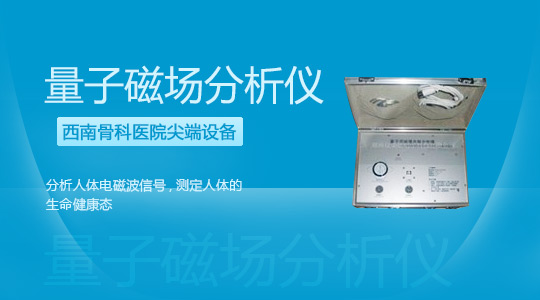 量子磁场分析仪
西南骨科医院尖端设备
分析人体电磁波信号，测定人体的
生命健康态
量子磁场分析仪